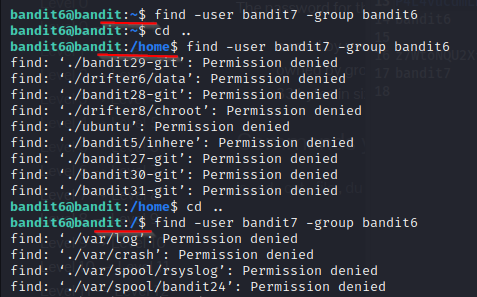 bandit6@bandit:~$ find -user bandit7 -group bandit6
bandit6@bandit:~$ cd ..
bandit6@bandit:/home$ find -user bandit7 -group bandit6
find: ‘./bandit29-git’: Permission denied
find: ‘./drifter6/data’: Permission denied
find: ‘./bandit28-git’: Permission denied
find: ‘./drifter8/chroot’: Permission denied
find: ‘./ubuntu’: Permission denied
find: ‘./bandit5/inhere’: Permission denied
find: ‘./bandit27-git’: Permission denied
find: ‘./bandit30-git’: Permission denied
find: ‘./bandit31-git’: Permission denied
bandit6@bandit:/home$ cd ..
bandit6@bandit:/$ find -user bandit7 -group bandit6
find: ‘./var/log’: Permission denied
find: ‘./var/crash’: Permission denied
find: ‘./var/spool/rsyslog’: Permission denied
find: ‘./var/spool/bandit24’: Permission denied